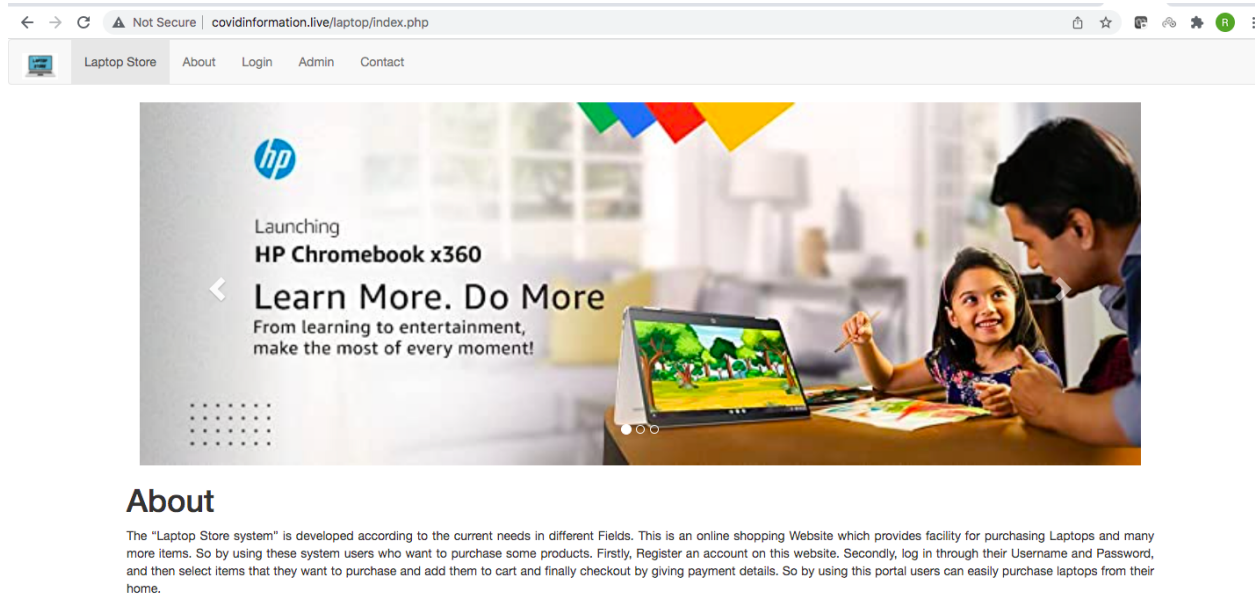 Not Secure | covidinformation.live/laptop/index.php
R
LAPTOP
STORE
Laptop Store About Login Admin Contact
hp
Launching
HP Chromebook x360
Learn More. Do More
From learning to entertainment,
make the most of every moment!
About
The “Laptop Store system” is developed according to the current needs in different Fields. This is an online shopping Website which provides facility for purchasing Laptops and many
more items. So by using these system users who want to purchase some products. Firstly, Register an account on this website. Secondly, log in through their Username and Password,
and then select items that they want to purchase and add them to cart and finally checkout by giving payment details. So by using this portal users can easily purchase laptops from their
home.